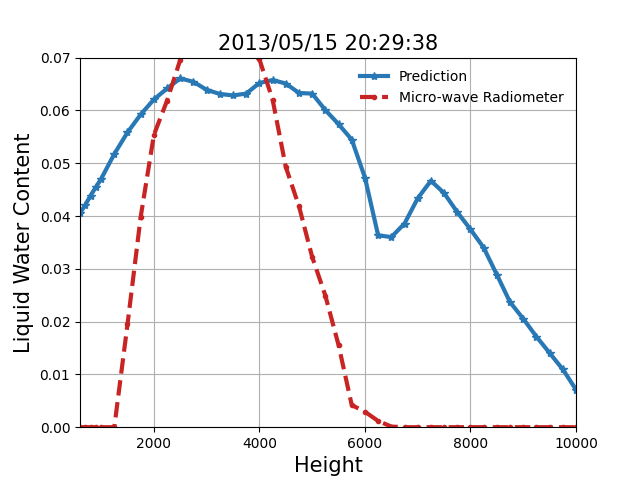 2013/05/15 20:29:38
0.07
0.06
0.05
0.04
0.03
0.02
0.01
0.00
Liquid Water Content
Prediction
Micro-wave Radiometer
2000 4000 6000 8000 10000
Height